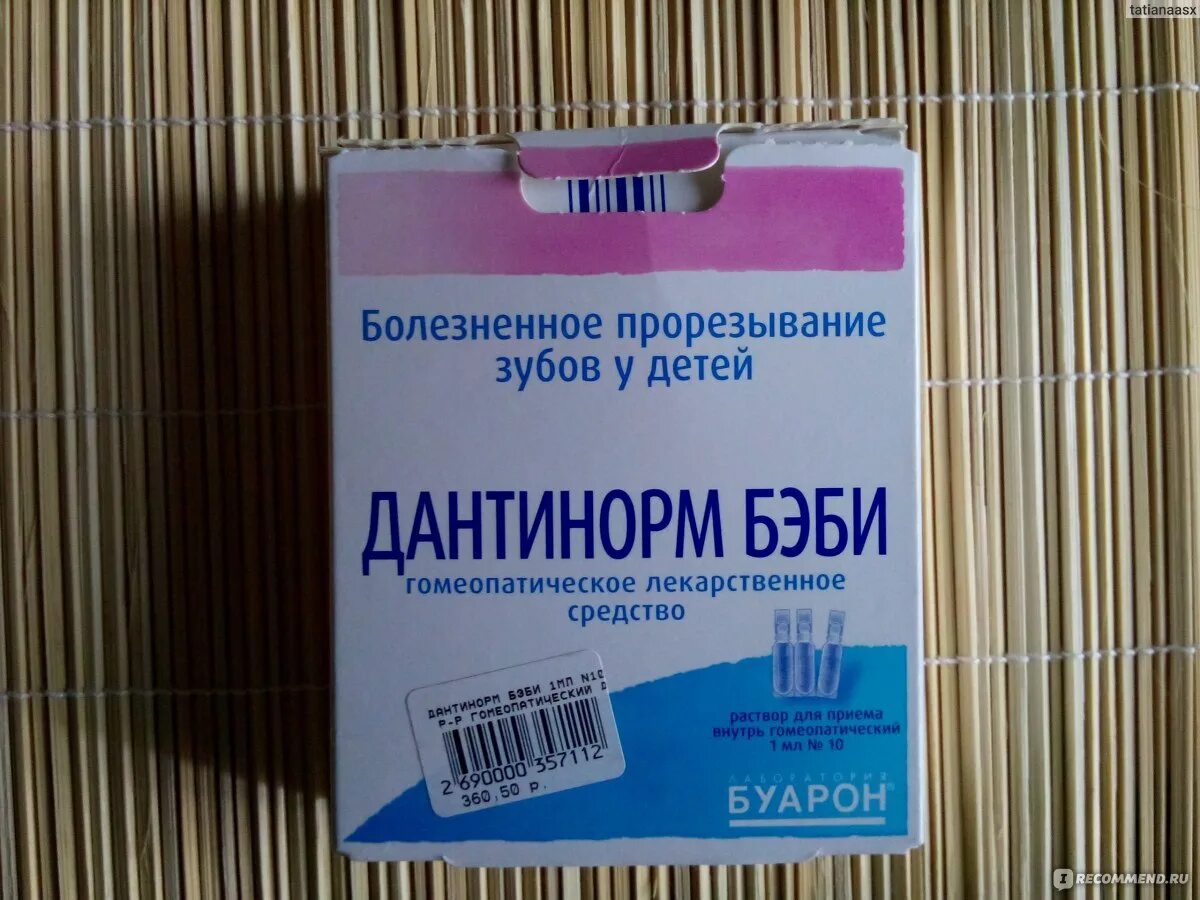 tatianaasx
Болезненное прорезывание
зубов у детей
ДАНТИНОРМ БЭБИ
гомеопатическое лекарственное
средство
раствор для приема
внутрь гомеопатический
1 мл № 10
ЛАБОРАТОРИЯ
БУАРОН®
ДАНТИНОРМ БЭБИ 1МЛ N10
Р-Р ГОМЕОПАТИЧЕСКИЙ Д
2 690000 357112
360,50 р.
IRECOMMEND.RU